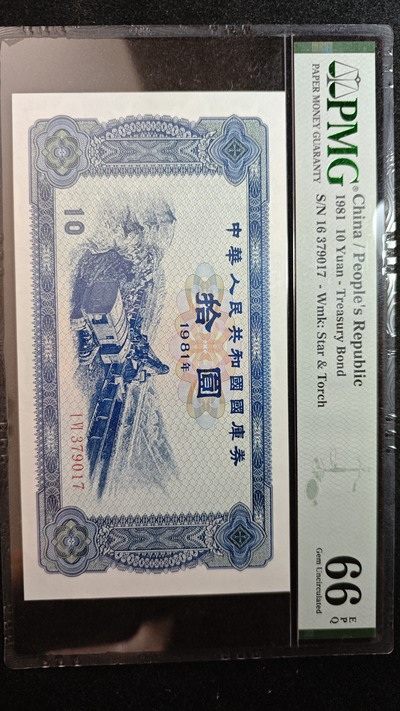 PMG®
PAPER MONEY GUARANTY
China / People's Republic
1981 10 Yuan - Treasury Bond
S/N 16 379017 - Wmk: Star & Torch
66 EPQ
Gem Uncirculated
中華人民共和國國庫券
拾圓
1981年
10
I VI 379017